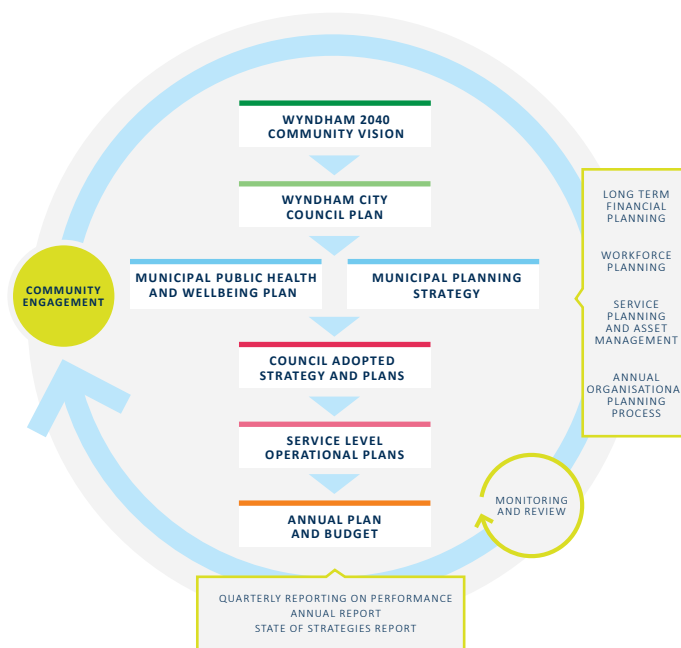 WYNDHAM 2040
COMMUNITY VISION
WYNDHAM CITY
COUNCIL PLAN
MUNICIPAL PUBLIC HEALTH
AND WELLBEING PLAN
MUNICIPAL PLANNING
STRATEGY
COUNCIL ADOPTED
STRATEGY AND PLANS
SERVICE LEVEL
OPERATIONAL PLANS
ANNUAL PLAN
AND BUDGET
COMMUNITY
ENGAGEMENT
LONG TERM
FINANCIAL
PLANNING
WORKFORCE
PLANNING
SERVICE
PLANNING
AND ASSET
MANAGEMENT
ANNUAL
ORGANISATIONA
PLANNING
PROCESS
MONITORING
AND REVIEW
QUARTERLY REPORTING ON PERFORMANCE
ANNUAL REPORT
STATE OF STRATEGIES REPORT